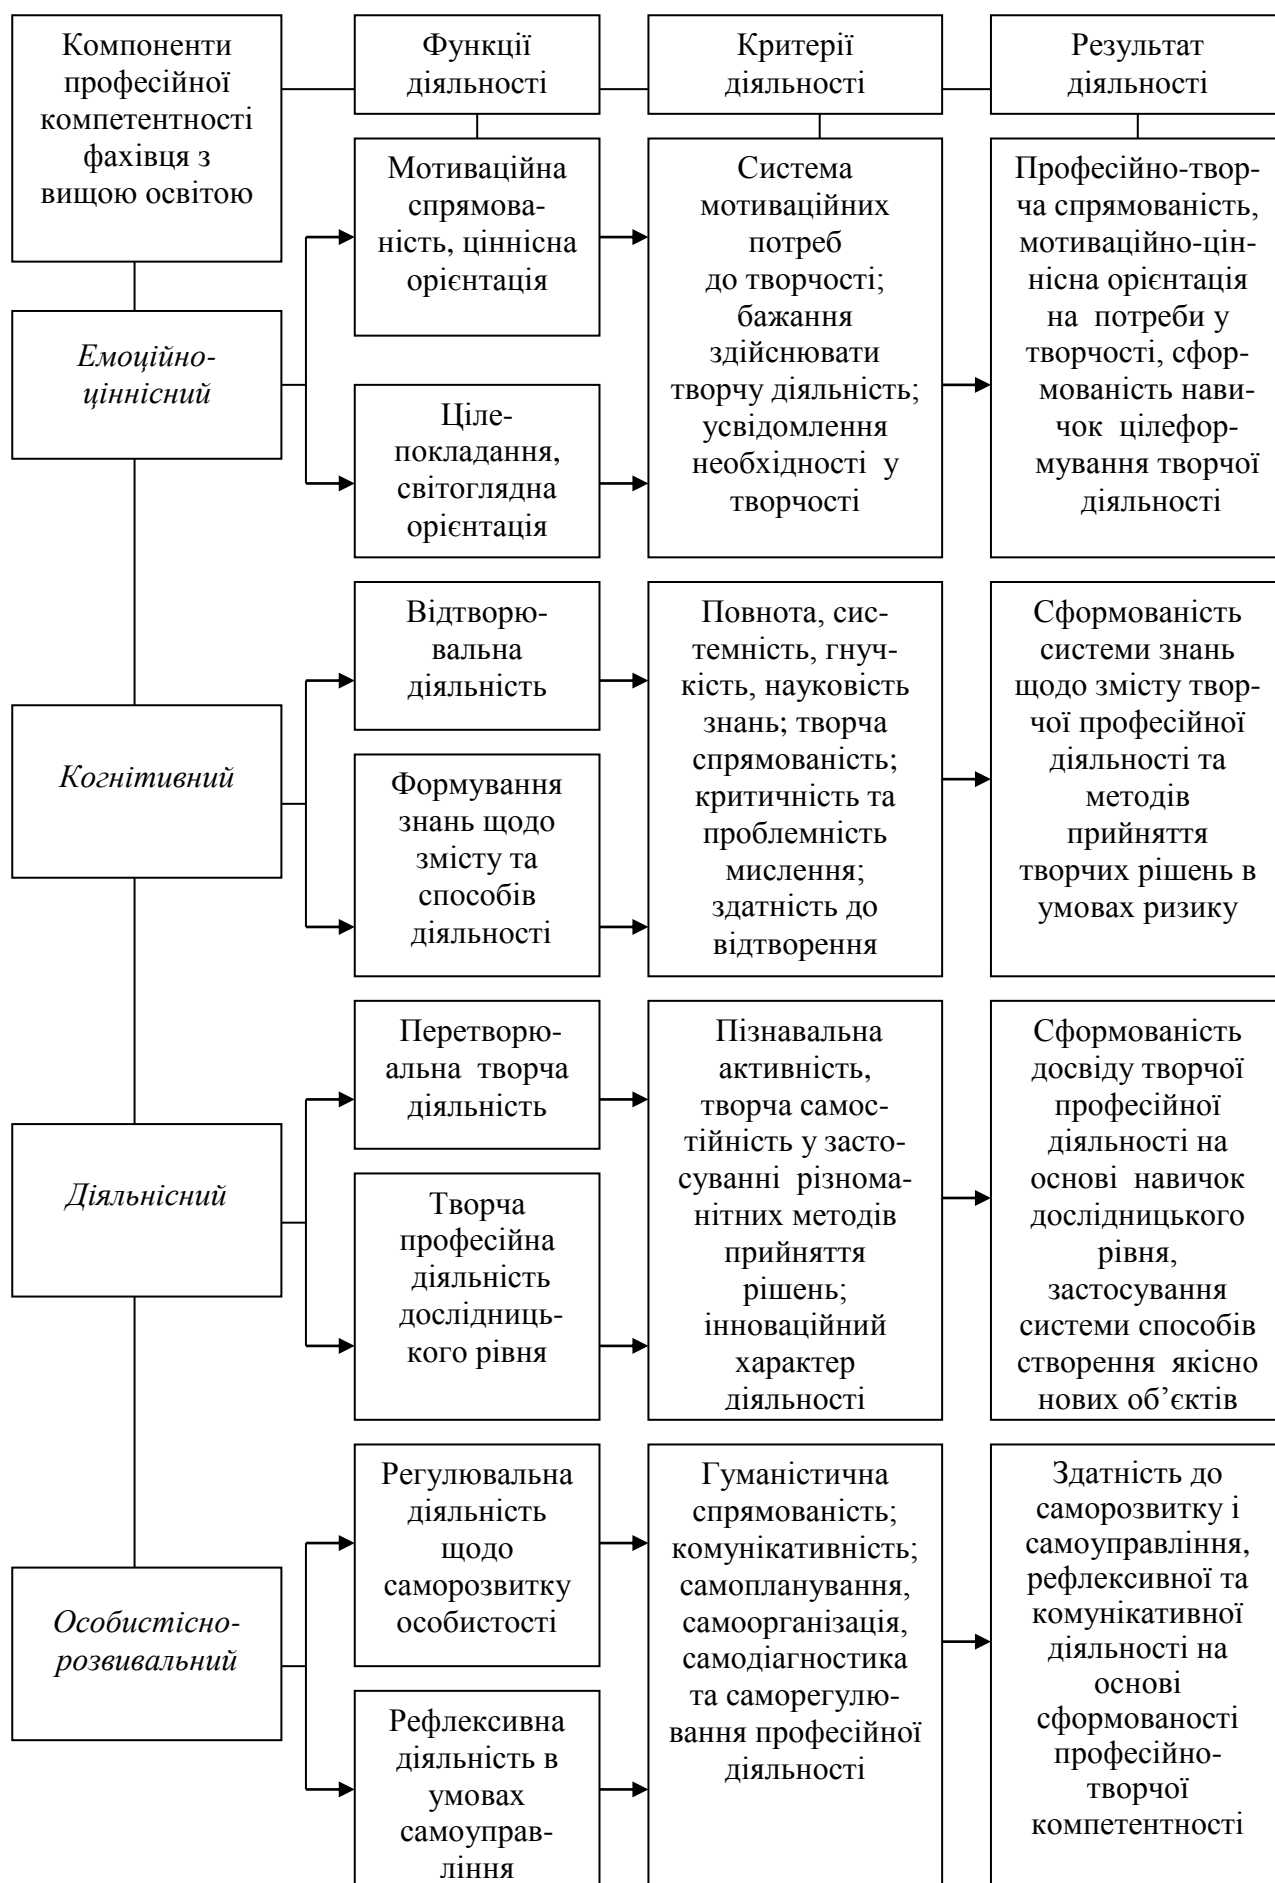 Компоненти
професійної
компетентності
фахівця з
вищою освітою
Функції
діяльності
Критерії
діяльності
Результат
діяльності
Емоційно-
ціннісний
Мотиваційна
спрямова-
ність, ціннісна
орієнтація
Ціле-
покладання,
світоглядна
орієнтація
Система
мотиваційних
потреб
до творчості;
бажання
здійснювати
творчу діяльність;
усвідомлення
необхідності у
творчості
Професійно-твор-
ча спрямованість,
мотиваційно-цін-
нісна орієнтація
на потреби у
творчості, сфор-
мованість нави-
чок цілефор-
мування творчої
діяльності
Когнітивний
Відтворю-
вальна
діяльність
Формування
знань щодо
змісту та
способів
діяльності
Повнота, сис-
темність, гнуч-
кість, науковість
знань; творча
спрямованість;
критичність та
проблемність
мислення;
здатність до
відтворення
Сформованість
системи знань
щодо змісту твор-
чої професійної
діяльності та
методів
прийняття
творчих рішень в
умовах ризику
Діяльнісний
Перетворю-
альна творча
діяльність
Творча
професійна
діяльність
дослідниць-
кого рівня
Пізнавальна
активність,
творча самос-
тійність у засто-
суванні різнома-
нітних методів
прийняття
рішень;
інноваційний
характер
діяльності
Сформованість
досвіду творчої
професійної
діяльності на
основі навичок
дослідницького
рівня,
застосування
системи способів
створення якісно
нових об’єктів
Особистісно-
розвивальний
Регулювальна
діяльність
щодо
саморозвитку
особистості
Рефлексивна
діяльність в
умовах
самоуправ-
ління
Гуманістична
спрямованість;
комунікативність;
самопланування,
самоорганізація,
самодіагностика
та саморегулю-
вання професійної
діяльності
Здатність до
саморозвитку і
самоуправління,
рефлексивної та
комунікативної
діяльності на
основі
сформованості
професійно-
творчої
компетентності